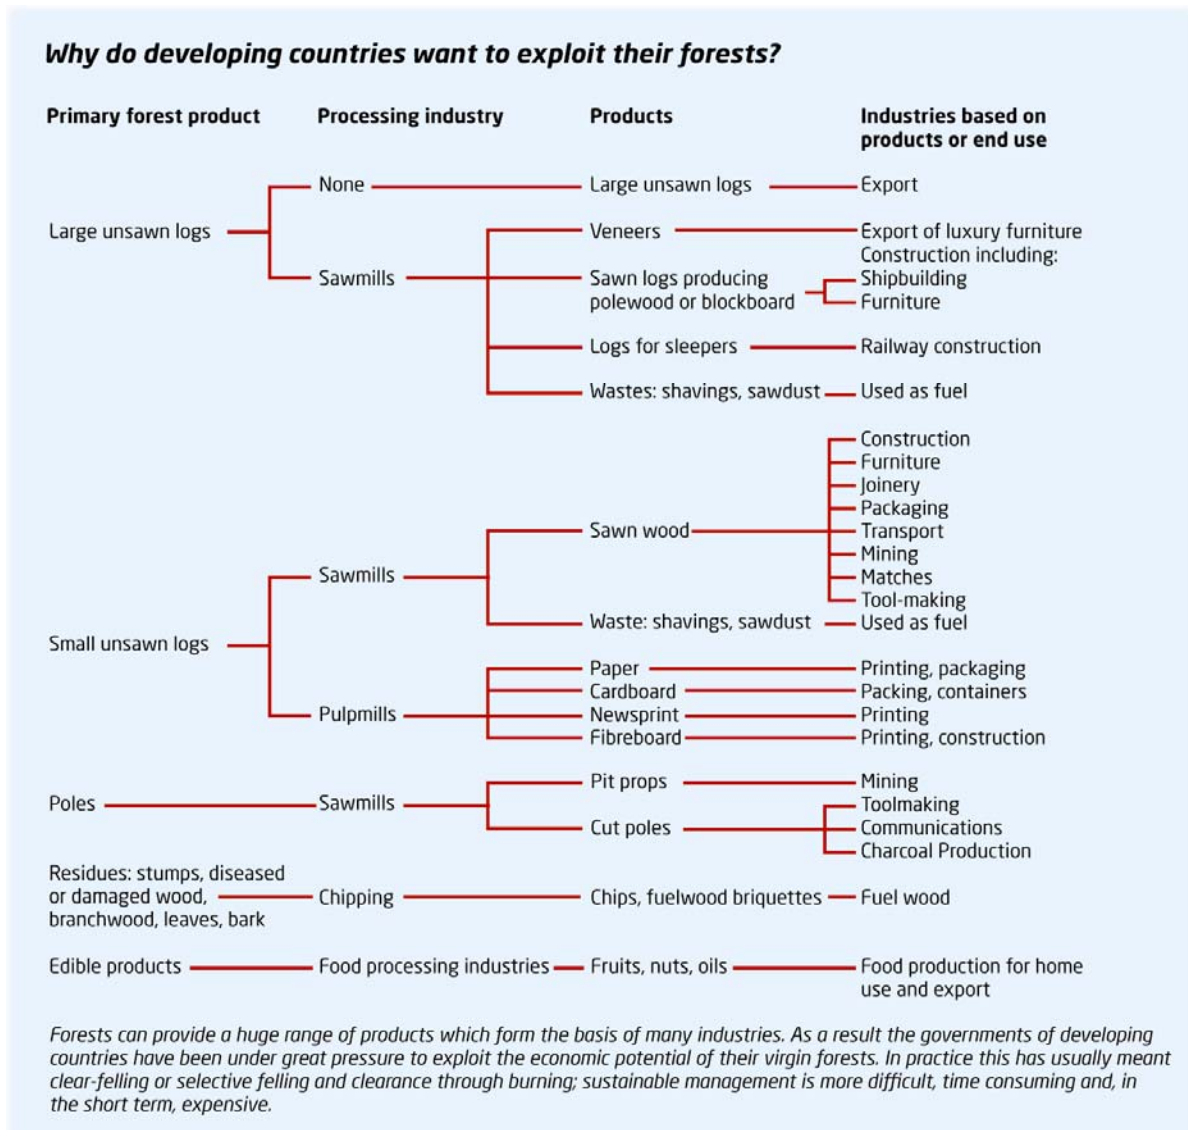 Why do developing countries want to exploit their forests?
Primary forest product
Processing industry
Products
Industries based on
products or end use
Large unsawn logs
None
Large unsawn logs
Export
Sawmills
Veneers
Export of luxury furniture
Construction including:
Sawn logs producing
polewood or blockboard
Shipbuilding
Furniture
Logs for sleepers
Railway construction
Wastes: shavings, sawdust
Used as fuel
Small unsawn logs
Sawmills
Sawn wood
Construction
Furniture
Joinery
Packaging
Transport
Mining
Matches
Tool-making
Waste: shavings, sawdust
Used as fuel
Pulpmills
Paper
Printing, packaging
Cardboard
Packing, containers
Newsprint
Printing
Fibreboard
Printing, construction
Poles
Sawmills
Pit props
Mining
Cut poles
Toolmaking
Communications
Charcoal Production
Residues: stumps, diseased
or damaged wood,
branchwood, leaves, bark
Chipping
Chips, fuelwood briquettes
Fuel wood
Edible products
Food processing industries
Fruits, nuts, oils
Food production for home
use and export
Forests can provide a huge range of products which form the basis of many industries. As a result the governments of developing
countries have been under great pressure to exploit the economic potential of their virgin forests. In practice this has usually meant
clear-felling or selective felling and clearance through burning; sustainable management is more difficult, time consuming and, in
the short term, expensive.